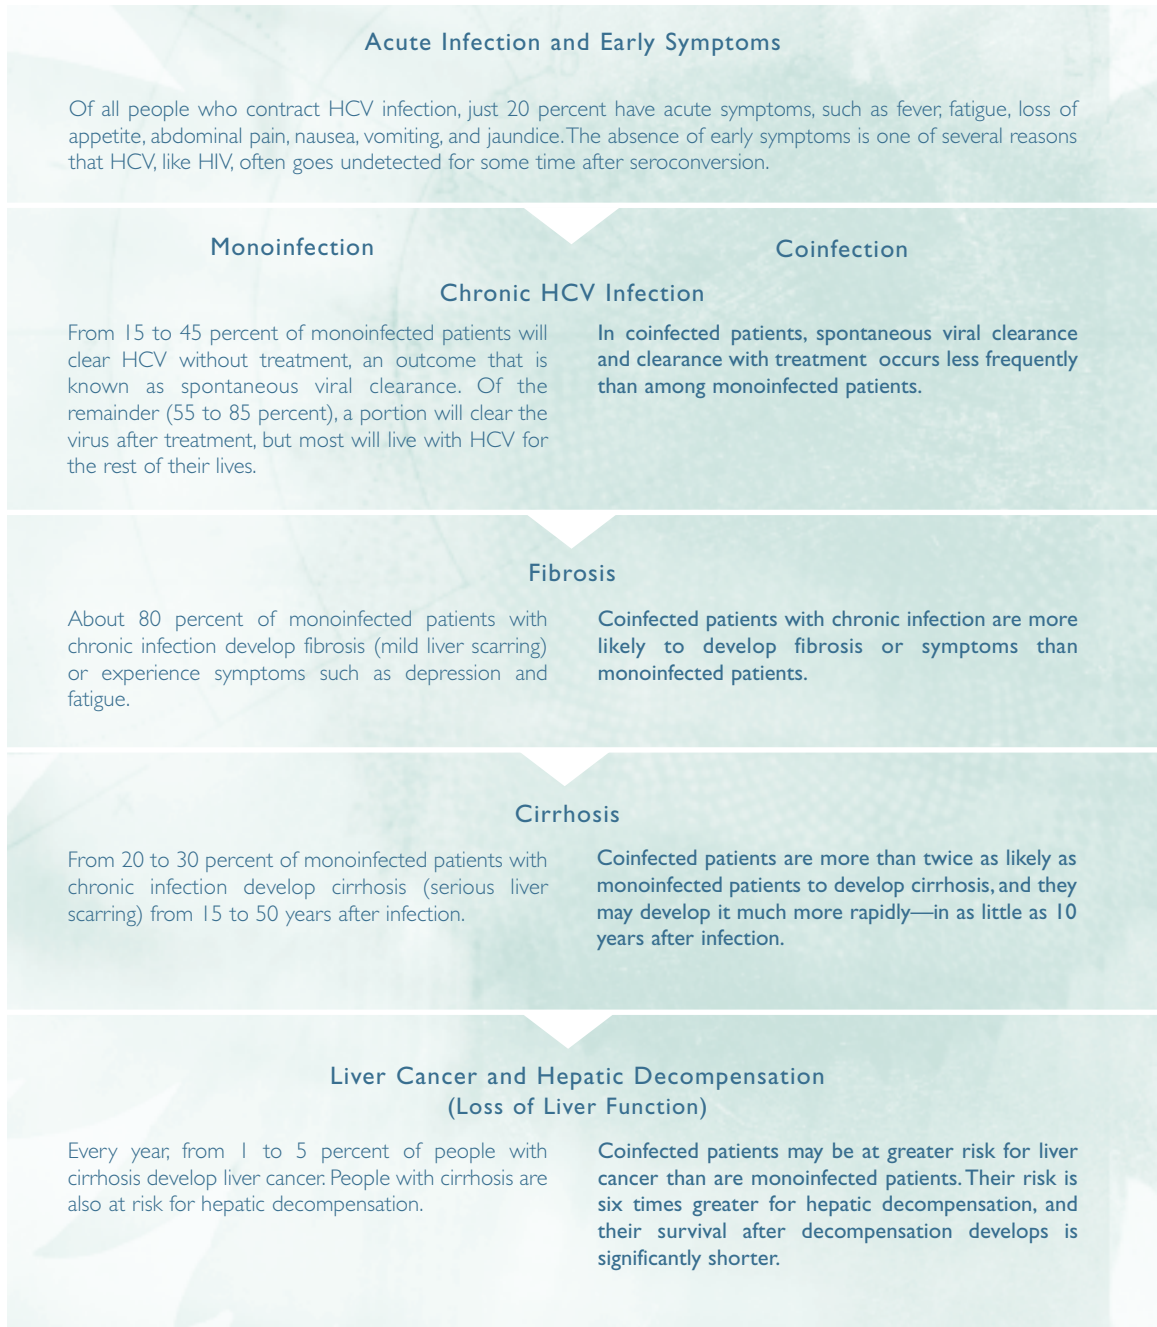 Acute Infection and Early Symptoms
Of all people who contract HCV infection, just 20 percent have acute symptoms, such as fever, fatigue, loss of
appetite, abdominal pain, nausea, vomiting, and jaundice. The absence of early symptoms is one of several reasons
that HCV, like HIV, often goes undetected for some time after seroconversion.
Monoinfection
Coinfection
Chronic HCV Infection
From 15 to 45 percent of monoinfected patients will
clear HCV without treatment, an outcome that is
known as spontaneous viral clearance. Of the
remainder (55 to 85 percent), a portion will clear the
virus after treatment, but most will live with HCV for
the rest of their lives.
In coinfected patients, spontaneous viral clearance
and clearance with treatment occurs less frequently
than among monoinfected patients.
Fibrosis
About 80 percent of monoinfected patients with
chronic infection develop fibrosis (mild liver scarring)
or experience symptoms such as depression and
fatigue.
Coinfected patients with chronic infection are more
likely to develop fibrosis or symptoms than
monoinfected patients.
Cirrhosis
From 20 to 30 percent of monoinfected patients with
chronic infection develop cirrhosis (serious liver
scarring) from 15 to 50 years after infection.
Coinfected patients are more than twice as likely as
monoinfected patients to develop cirrhosis, and they
may develop it much more rapidly—in as little as 10
years after infection.
Liver Cancer and Hepatic Decompensation
(Loss of Liver Function)
Every year, from 1 to 5 percent of people with
cirrhosis develop liver cancer. People with cirrhosis are
also at risk for hepatic decompensation.
Coinfected patients may be at greater risk for liver
cancer than are monoinfected patients. Their risk is
six times greater for hepatic decompensation, and
their survival after decompensation develops is
significantly shorter.